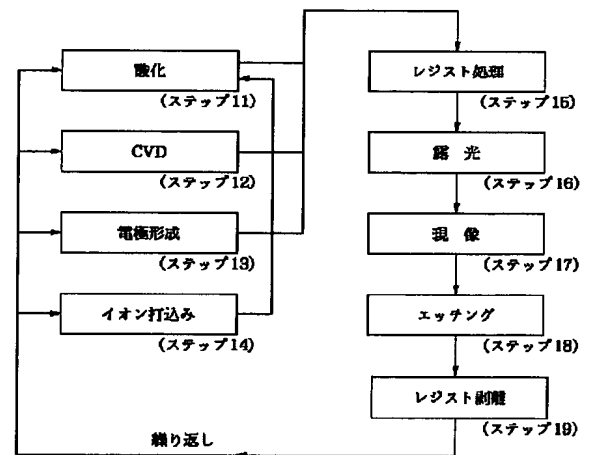 酸化
(ステップ11)
CVD
(ステップ12)
電極形成
(ステップ13)
イオン打込み
(ステップ14)
レジスト処理
(ステップ15)
露 光
(ステップ16)
現 像
(ステップ17)
エッチング
(ステップ18)
レジスト剥離
(ステップ19)
繰り返し